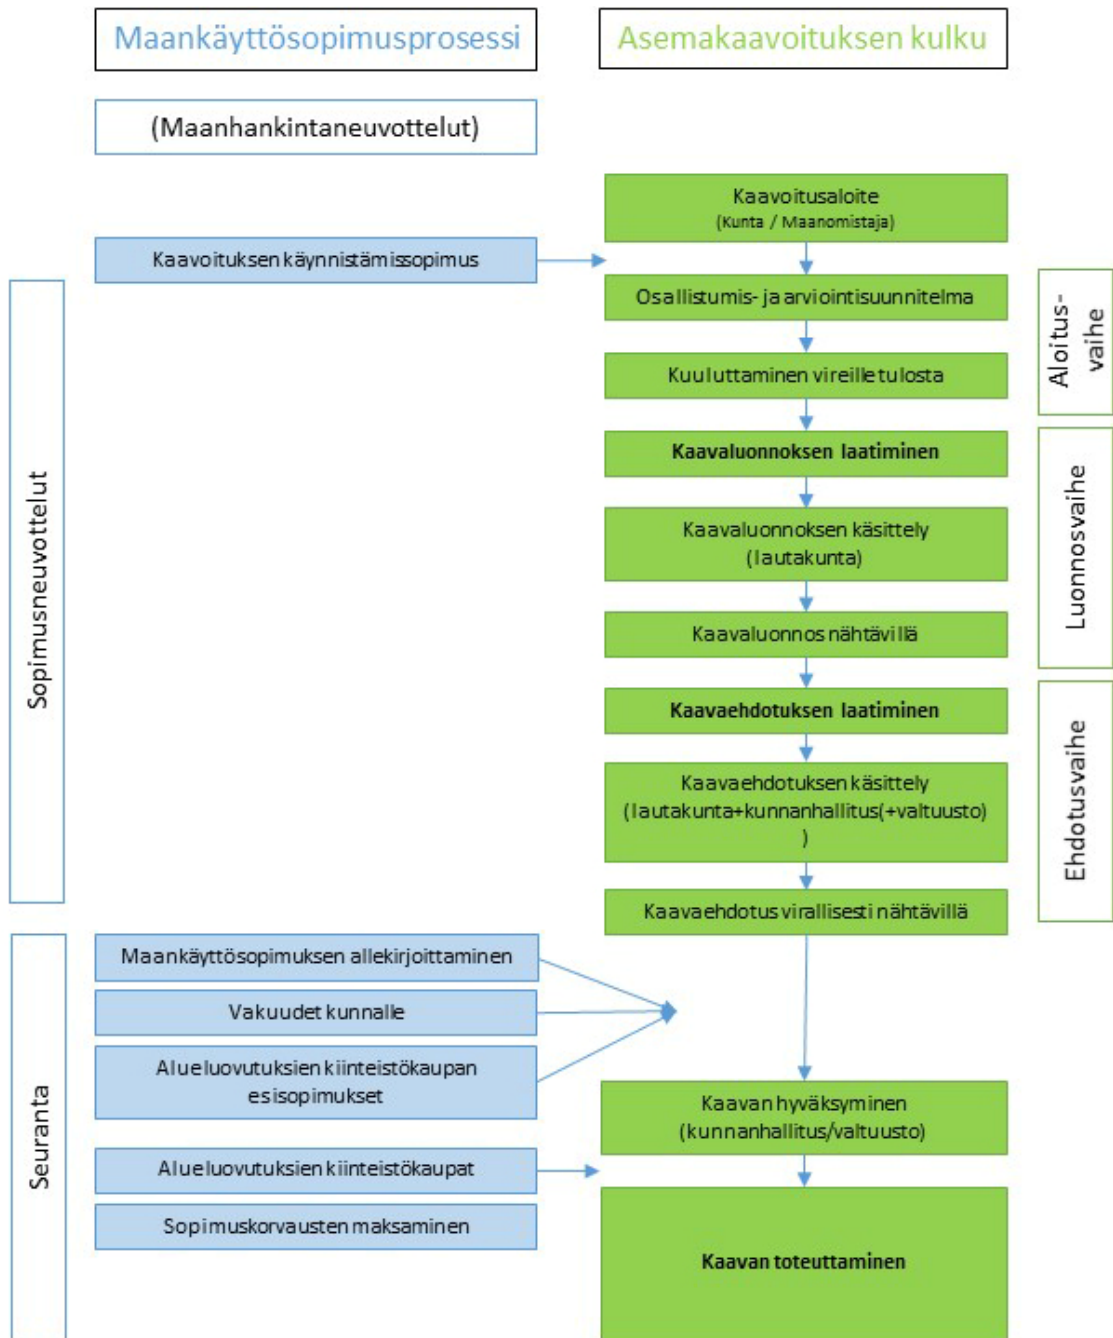 Maankäyttösopimusprosessi
Asemakaavoituksen kulku
(Maanhankintaneuvottelut)
Kaavoitusaloite
(Kunta / Maanomistaja)
Kaavoituksen käynnistämissopimus
Osallistumis- ja arviointisuunnitelma
Kuuluttaminen vireille tulosta
Aloitus-
vaihe
Kaavaluonnoksen laatiminen
Kaavaluonnoksen käsittely
(lautakunta)
Kaavaluonnos nähtävillä
Luonnosvaihe
Kaavaehdotuksen laatiminen
Kaavaehdotuksen käsittely
(lautakunta+kunnanhallitus(+valtuusto)
)
Kaavaehdotus virallisesti nähtävillä
Ehdotusvaihe
Sopimusneuvottelut
Maankäyttösopimuksen allekirjoittaminen
Vakuudet kunnalle
Alueluovutuksien kiinteistökaupan
esisopimukset
Kaavan hyväksyminen
(kunnanhallitus/valtuusto)
Alueluovutuksien kiinteistökaupat
Sopimuskorvausten maksaminen
Kaavan toteuttaminen
Seuranta